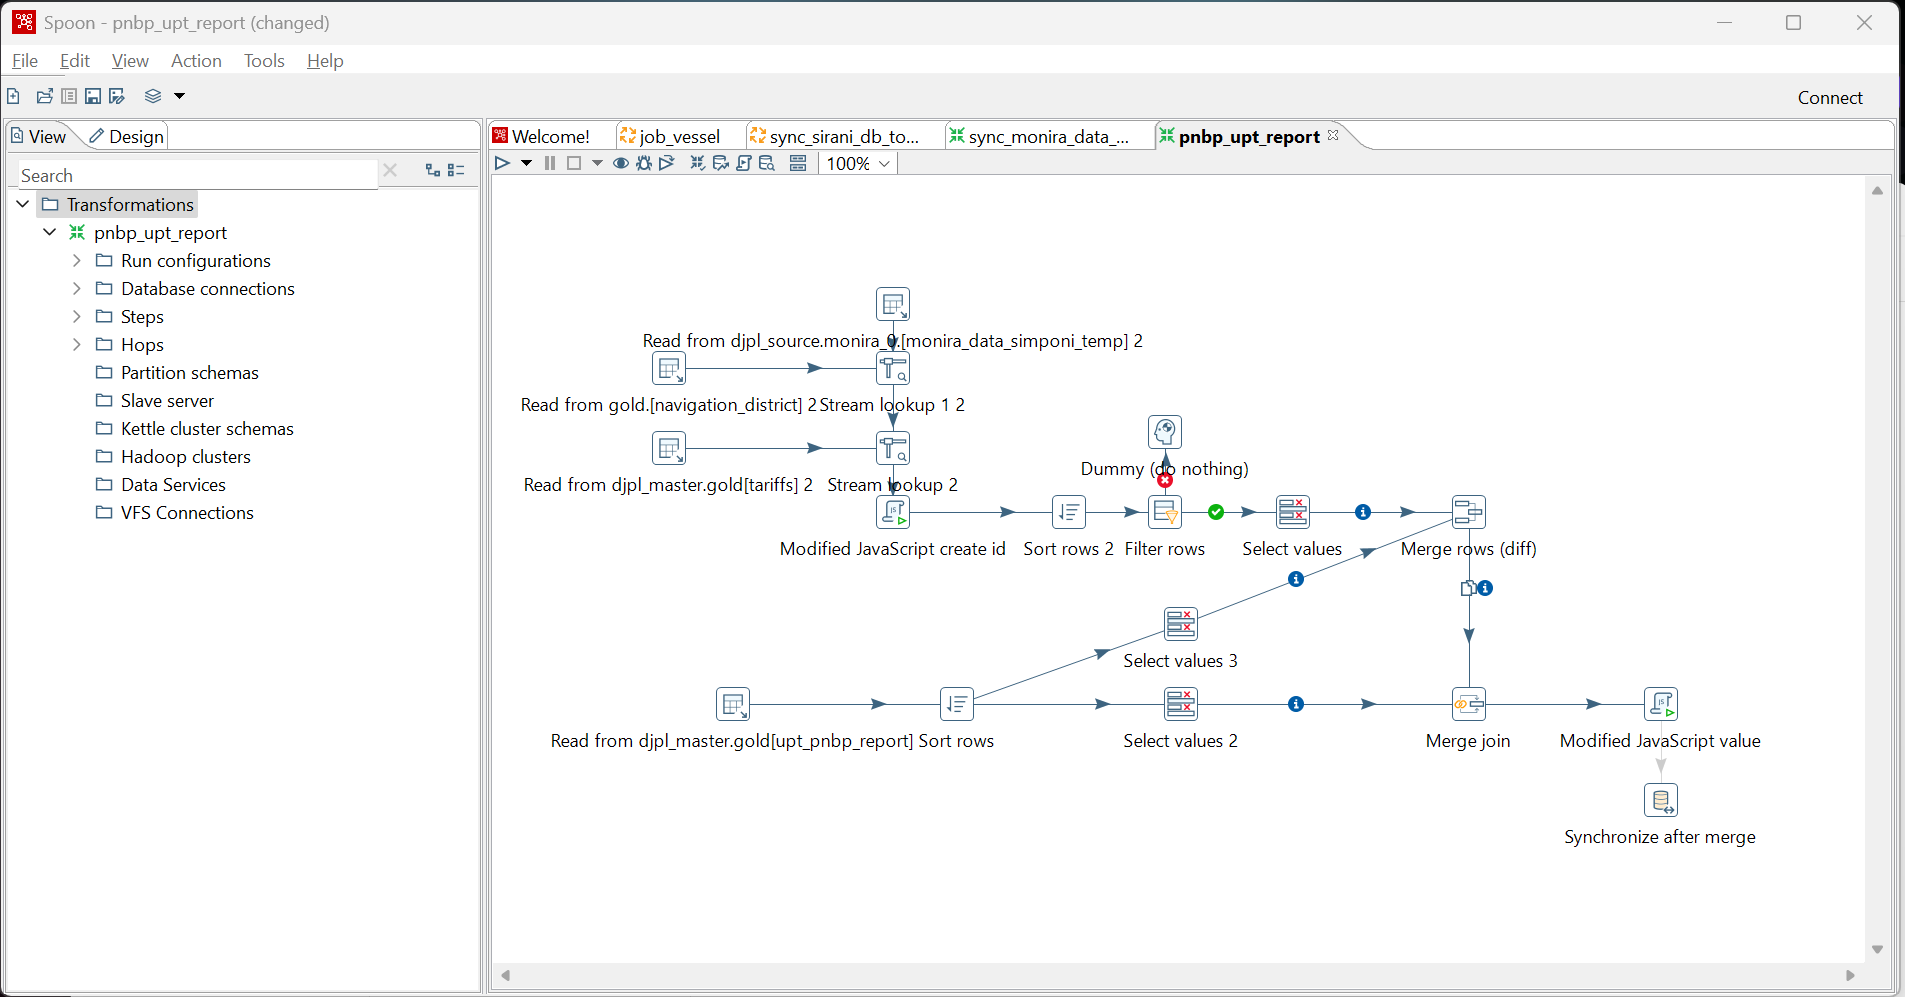 Spoon - pnbp_upt_report (changed)
File Edit View Action Tools Help
Connect
View Design
Search
Transformations
pnbp_upt_report
Run configurations
Database connections
Steps
Hops
Partition schemas
Slave server
Kettle cluster schemas
Hadoop clusters
Data Services
VFS Connections
Welcome! job_vessel sync_sirani_db_to... sync_monira_data_... pnbp_upt_report
100%
Read from djpl_source.monira_9.[monira_data_simponi_temp] 2
Read from gold.[navigation_district] 2 Stream lookup 1 2
Dummy (do nothing)
Read from djpl_master.gold[tariffs] 2 Stream lookup 2
Modified JavaScript create id Sort rows 2 Filter rows Select values Merge rows (diff)
Select values 3
Read from djpl_master.gold[upt_pnbp_report] Sort rows Select values 2 Merge join Modified JavaScript value
Synchronize after merge